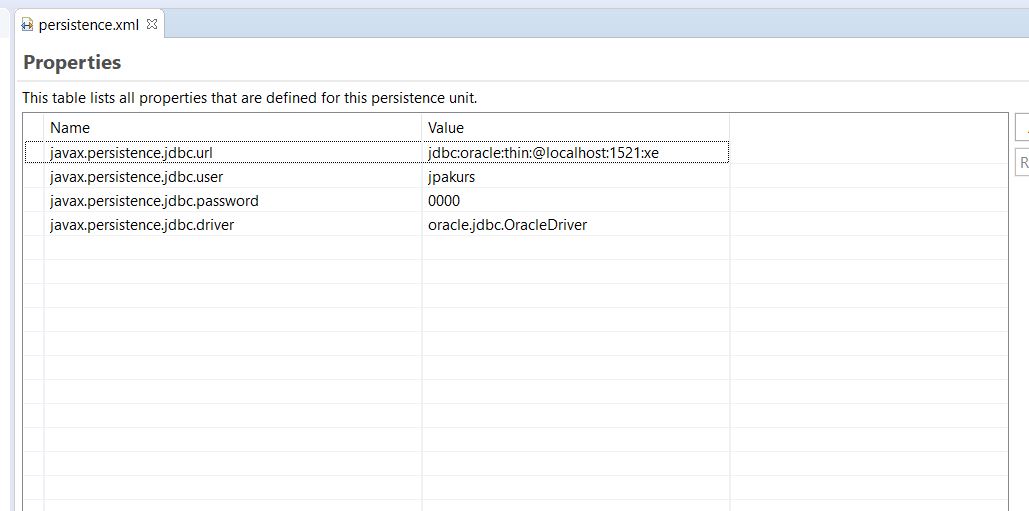 persistence.xml
Properties
This table lists all properties that are defined for this persistence unit.
Name Value
javax.persistence.jdbc.url jdbc:oracle:thin:@localhost:1521:xe
javax.persistence.jdbc.user jpakurs
javax.persistence.jdbc.password 0000
javax.persistence.jdbc.driver oracle.jdbc.OracleDriver